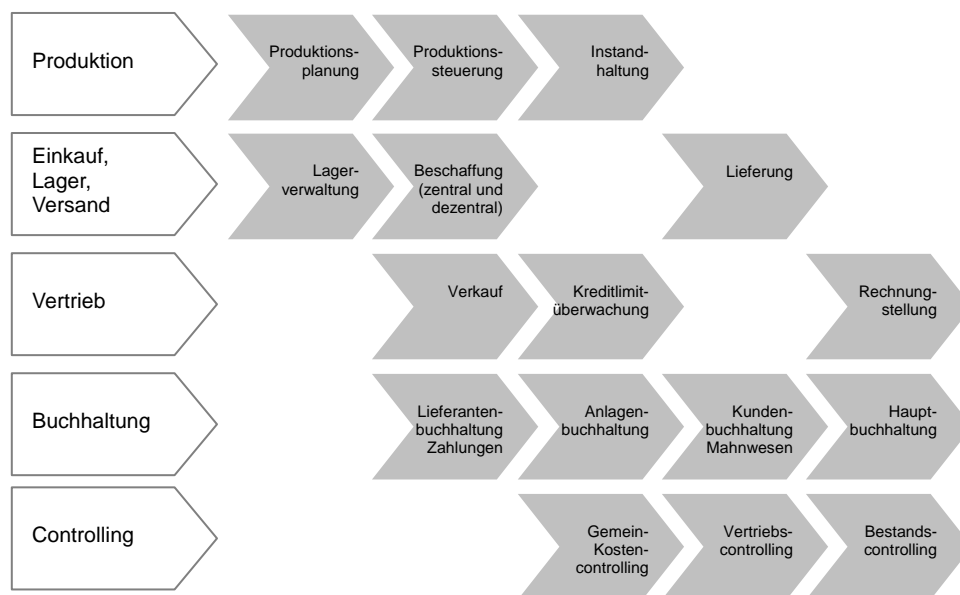 Produktion
Produktions-
planung
Produktions-
steuerung
Instand-
haltung
Einkauf,
Lager,
Versand
Lager-
verwaltung
Beschaffung
(zentral und
dezentral)
Lieferung
Vertrieb
Verkauf
Kreditlimit-
überwachung
Rechnung-
stellung
Buchhaltung
Lieferanten-
buchhaltung
Zahlungen
Anlagen-
buchhaltung
Kunden-
buchhaltung
Mahnwesen
Haupt-
buchhaltung
Controlling
Gemein-
Kosten-
controlling
Vertriebs-
controlling
Bestands-
controlling